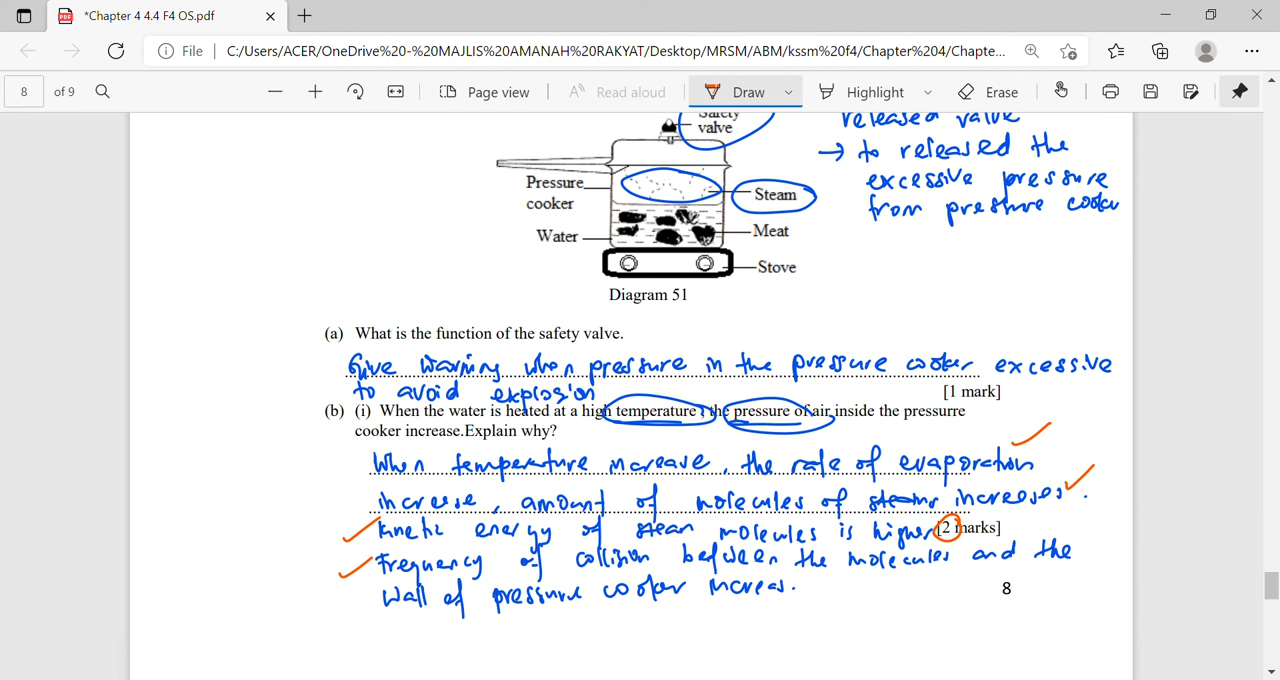 *Chapter 4 4.4 F4 OS.pdf
File C:/Users/ACER/OneDrive%20-%20MAJLIS%20AMANAH%20RAKYAT/Desktop/MRSM/ABM/kssm%20f4/Chapter%204/Chapte...
8 of 9 Page view Read aloud Draw Highlight Erase
Safety
valve
released valve
→ to released the
excessive pressure
from pressure cooker
Pressure
cooker
Steam
Water
Meat
Stove
Diagram 51
(a) What is the function of the safety valve.
Give warning when pressure in the pressure cooker excessive
to avoid explosion [1 mark]
(b) (i) When the water is heated at a high temperature, the pressure of air inside the pressurre
cooker increase.Explain why?
When temperature increase, the rate of evaporation
increase, amount of molecules of steam increases.
Kinetic energy of steam molecules is higher [2 marks]
Frequency of collision between the molecules and the
wall of pressure cooker increas.
8